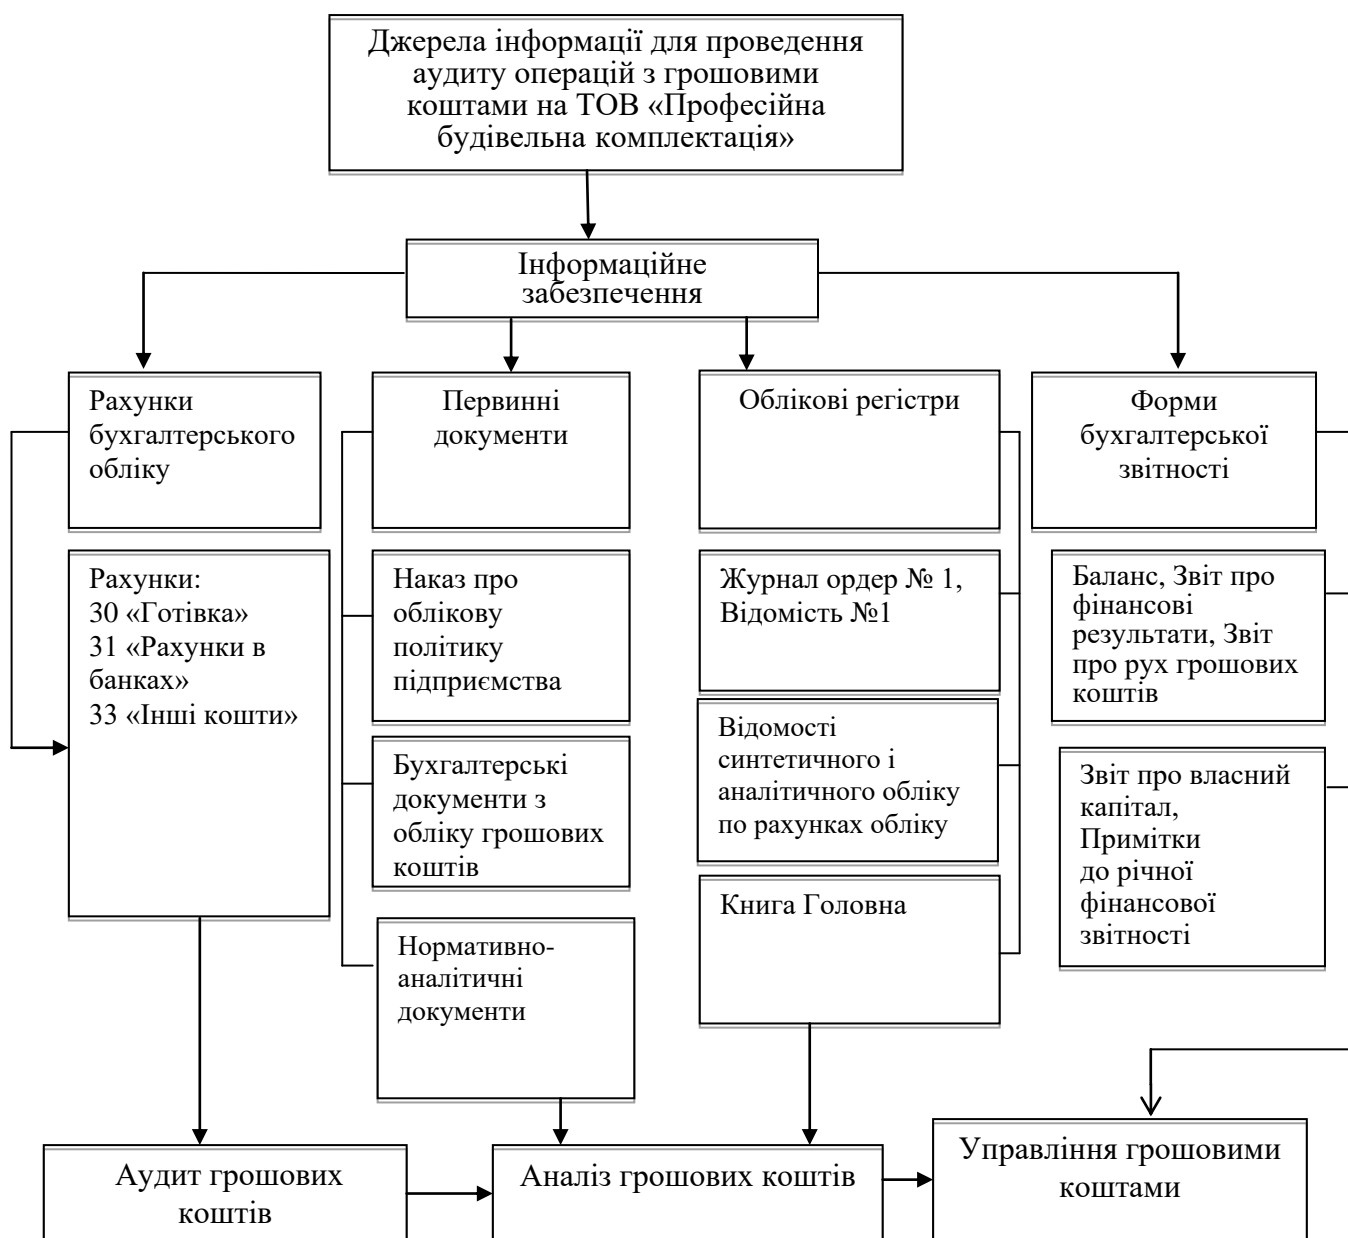 Джерела інформації для проведення
аудиту операцій з грошовими
коштами на ТОВ «Професійна
будівельна комплектація»
Інформаційне
забезпечення
Рахунки
бухгалтерського
обліку
Первинні
документи
Облікові регістри
Форми
бухгалтерської
звітності
Рахунки:
30 «Готівка»
31 «Рахунки в
банках»
33 «Інші кошти»
Наказ про
облікову
політику
підприємства
Журнал ордер № 1,
Відомість №1
Баланс, Звіт про
фінансові
результати, Звіт
про рух грошових
коштів
Бухгалтерські
документи з
обліку грошових
коштів
Відомості
синтетичного і
аналітичного обліку
по рахунках обліку
Звіт про власний
капітал,
Примітки
до річної
фінансової
звітності
Нормативно-
аналітичні
документи
Книга Головна
Аудит грошових
коштів
Аналіз грошових коштів
Управління грошовими
коштами